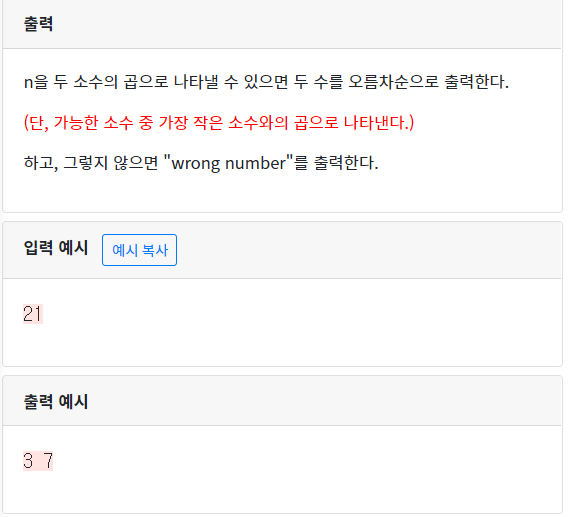 출력
n을 두 소수의 곱으로 나타낼 수 있으면 두 수를 오름차순으로 출력한다.
(단, 가능한 소수 중 가장 작은 소수와의 곱으로 나타낸다.)
하고, 그렇지 않으면 "wrong number"를 출력한다.
입력 예시 예시 복사
21
출력 예시
3 7